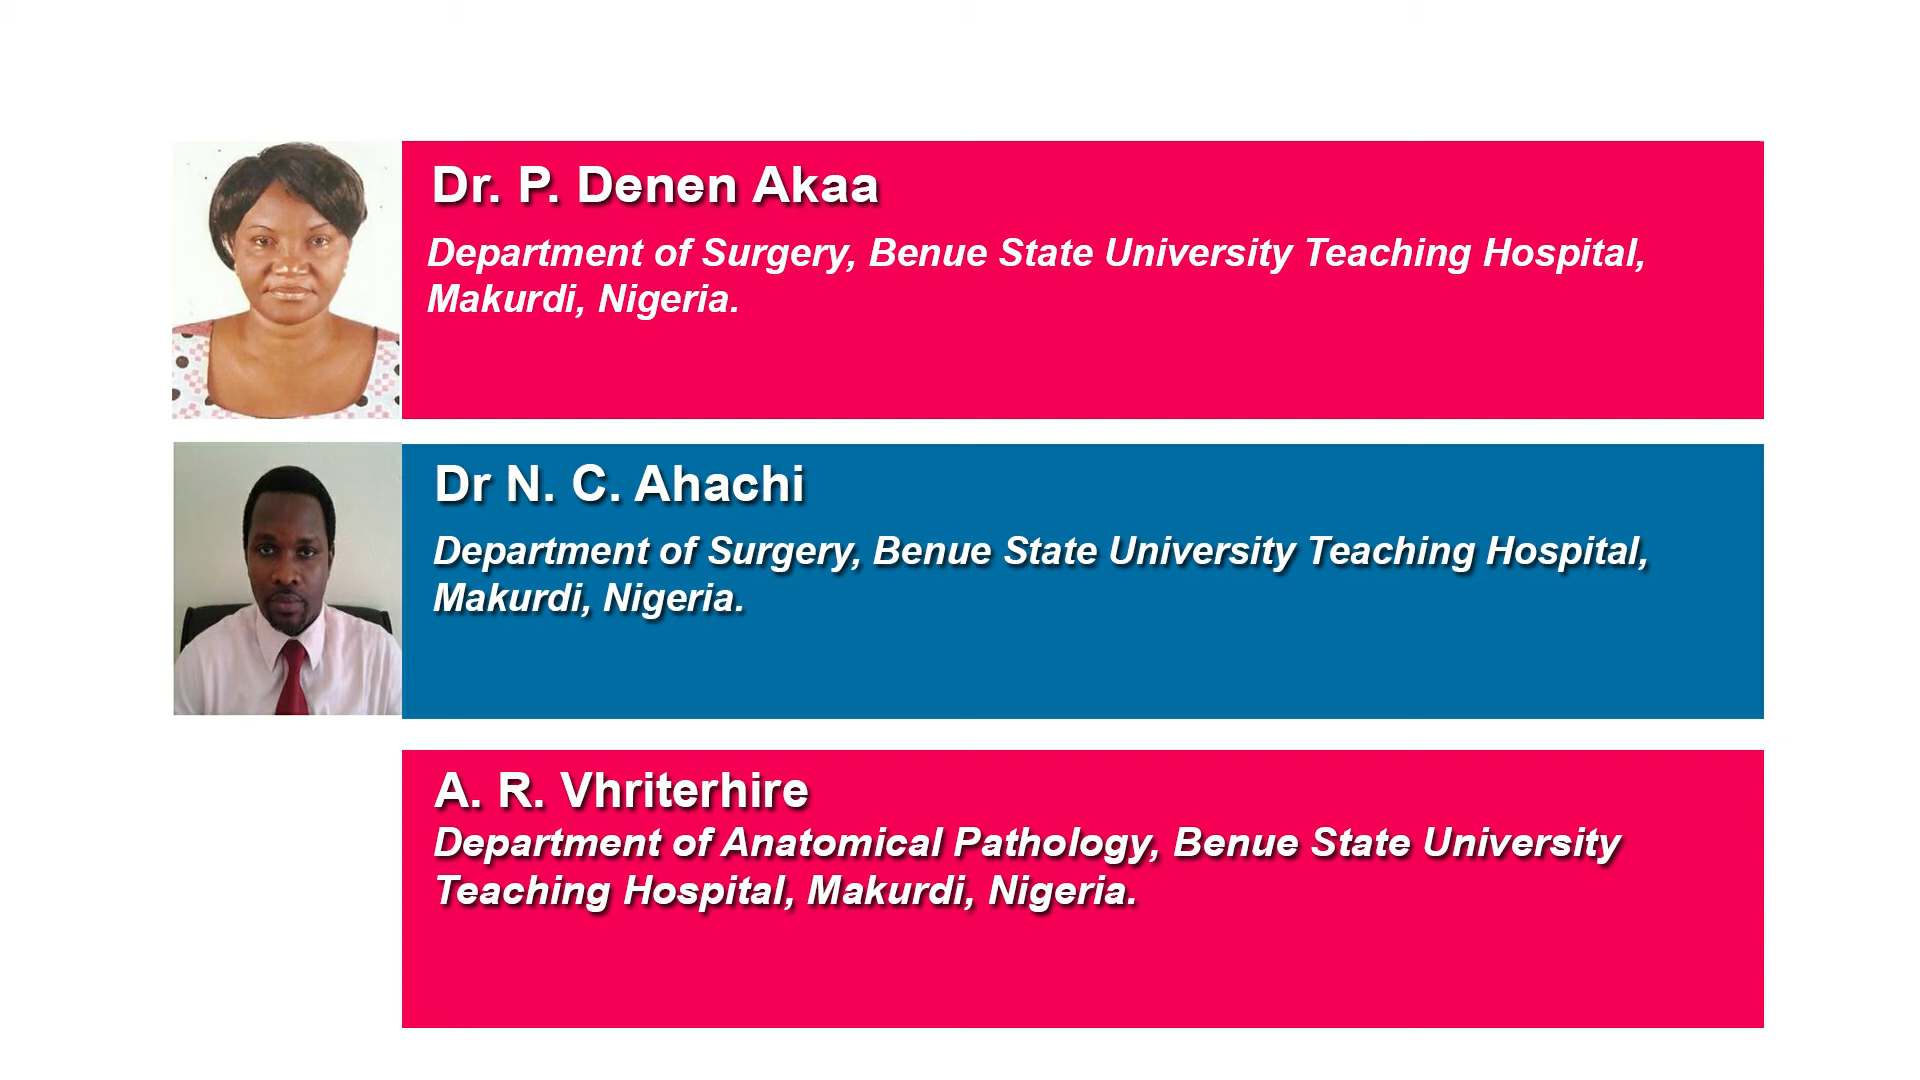 Dr. P. Denen Akaa
Department of Surgery, Benue State University Teaching Hospital,
Makurdi, Nigeria.
Dr N. C. Ahachi
Department of Surgery, Benue State University Teaching Hospital,
Makurdi, Nigeria.
A. R. Vhriterhire
Department of Anatomical Pathology, Benue State University
Teaching Hospital, Makurdi, Nigeria.